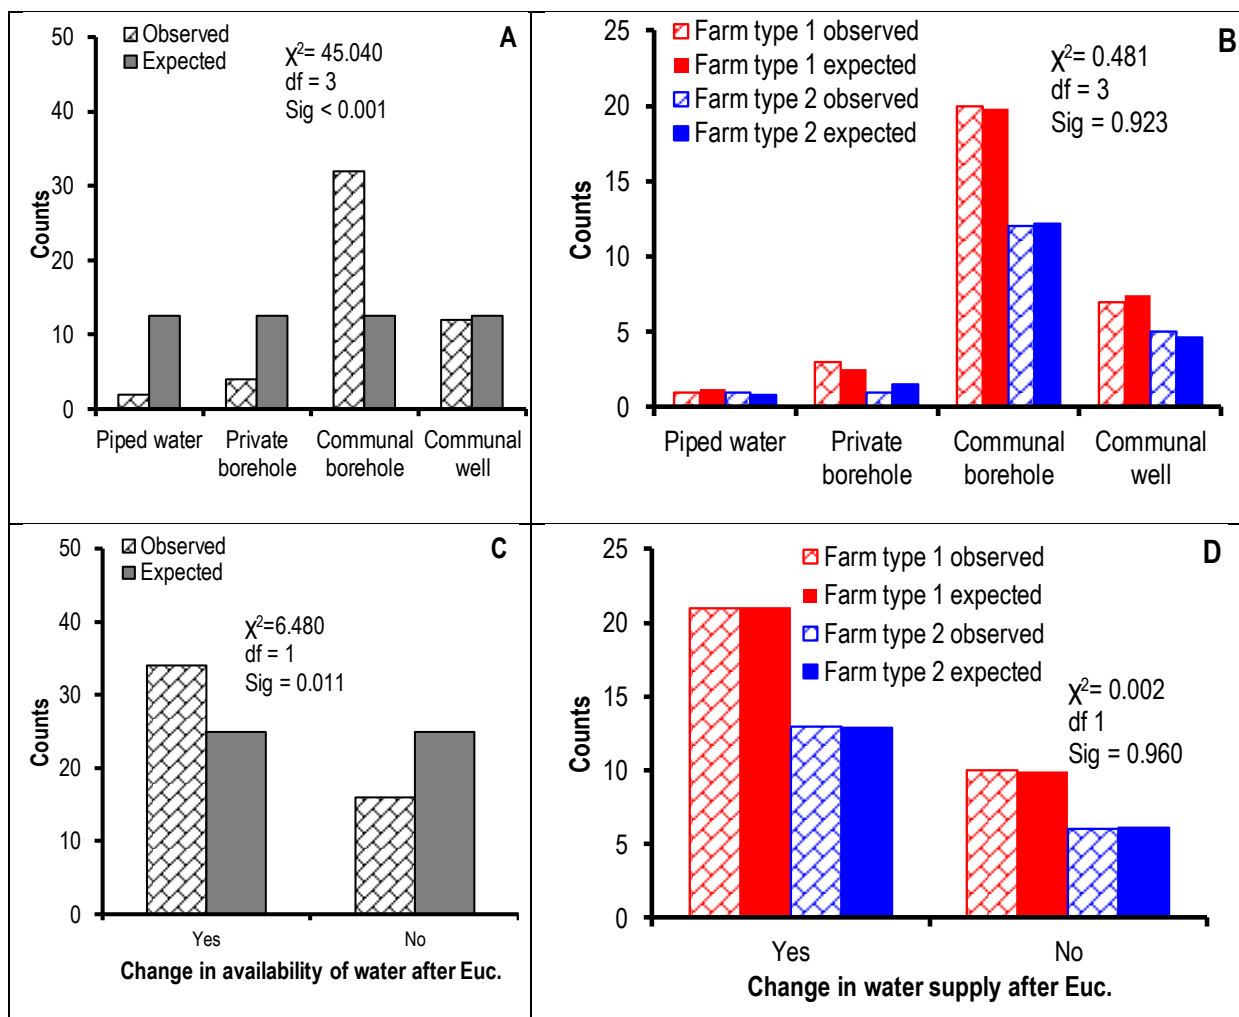 A
Observed
Expected
χ²= 45.040
df = 3
Sig < 0.001
50
40
30
20
10
0
Counts
Piped water
Private
borehole
Communal
borehole
Communal
well
B
Farm type 1 observed
Farm type 1 expected
Farm type 2 observed
Farm type 2 expected
χ²= 0.481
df = 3
Sig = 0.923
25
20
15
10
5
0
Counts
Piped water
Private
borehole
Communal
borehole
Communal
well
C
Observed
Expected
χ²=6.480
df = 1
Sig = 0.011
50
40
30
20
10
0
Counts
Yes
No
Change in availability of water after Euc.
D
Farm type 1 observed
Farm type 1 expected
Farm type 2 observed
Farm type 2 expected
χ²= 0.002
df 1
Sig = 0.960
25
20
15
10
5
0
Counts
Yes
No
Change in water supply after Euc.